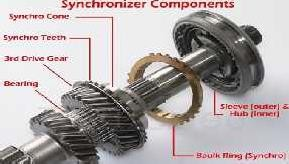 Synchronizer Components
Synchro Cone
Synchro Teeth
3rd Drive Gear
Bearing
Sleeve (outer) &
Hub (inner)
Baulk Ring (Synchro)